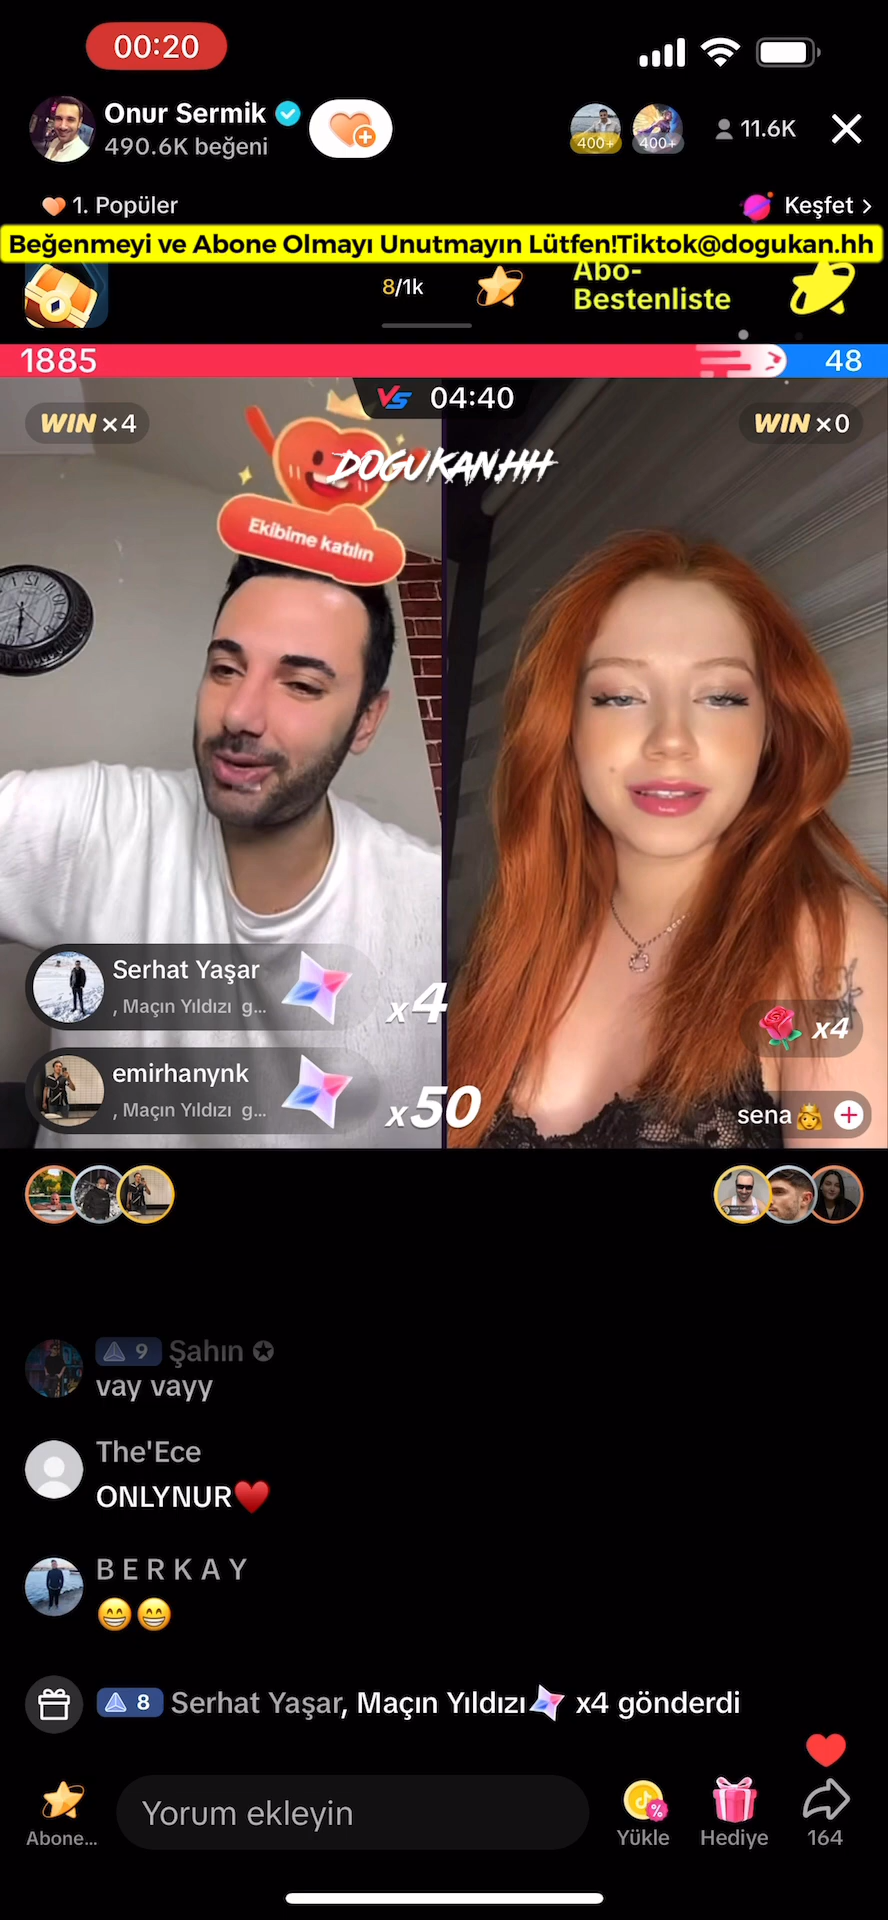 00:20
Onur Sermik
490.6K beğeni
400+
400+
11.6K
1. Popüler
Keşfet >
Beğenmeyi ve Abone Olmayı Unutmayın Lütfen!Tiktok@dogukan.hh
8/1k
Abo-
Bestenliste
1885
48
VS 04:40
WIN x4
WIN x0
DOGUKAN.HH
Ekibime katılın
Serhat Yaşar
, Maçın Yıldızı g...
x4
x4
emirhanynk
, Maçın Yıldızı g...
x50
sena
9 Şahın
vay vayy
The'Ece
ONLYNUR
B E R K A Y
8 Serhat Yaşar, Maçın Yıldızı x4 gönderdi
Abone...
Yorum ekleyin
Yükle
Hediye
164